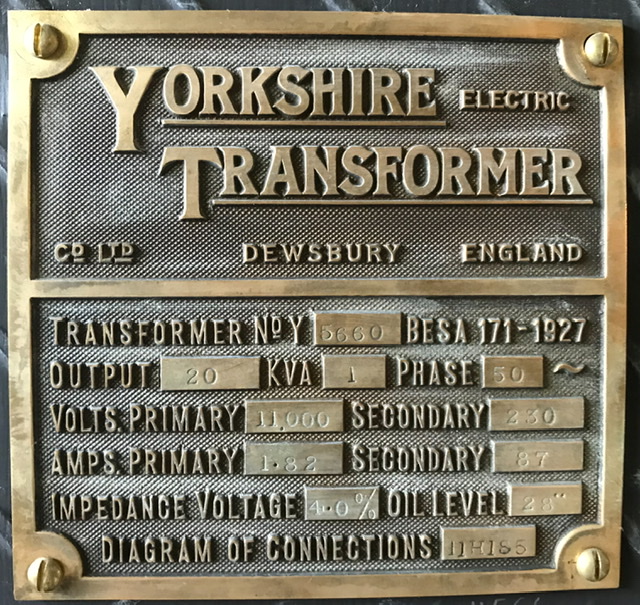 YORKSHIRE ELECTRIC
TRANSFORMER
CO LTD DEWSBURY ENGLAND
TRANSFORMER NO Y 5660 BESA 171-1927
OUTPUT 20 KVA 1 PHASE 50 ~
VOLTS. PRIMARY 11,000 SECONDARY 230
AMPS. PRIMARY 1·82 SECONDARY 87
IMPEDANCE VOLTAGE 4·0% OIL LEVEL 28"
DIAGRAM OF CONNECTIONS